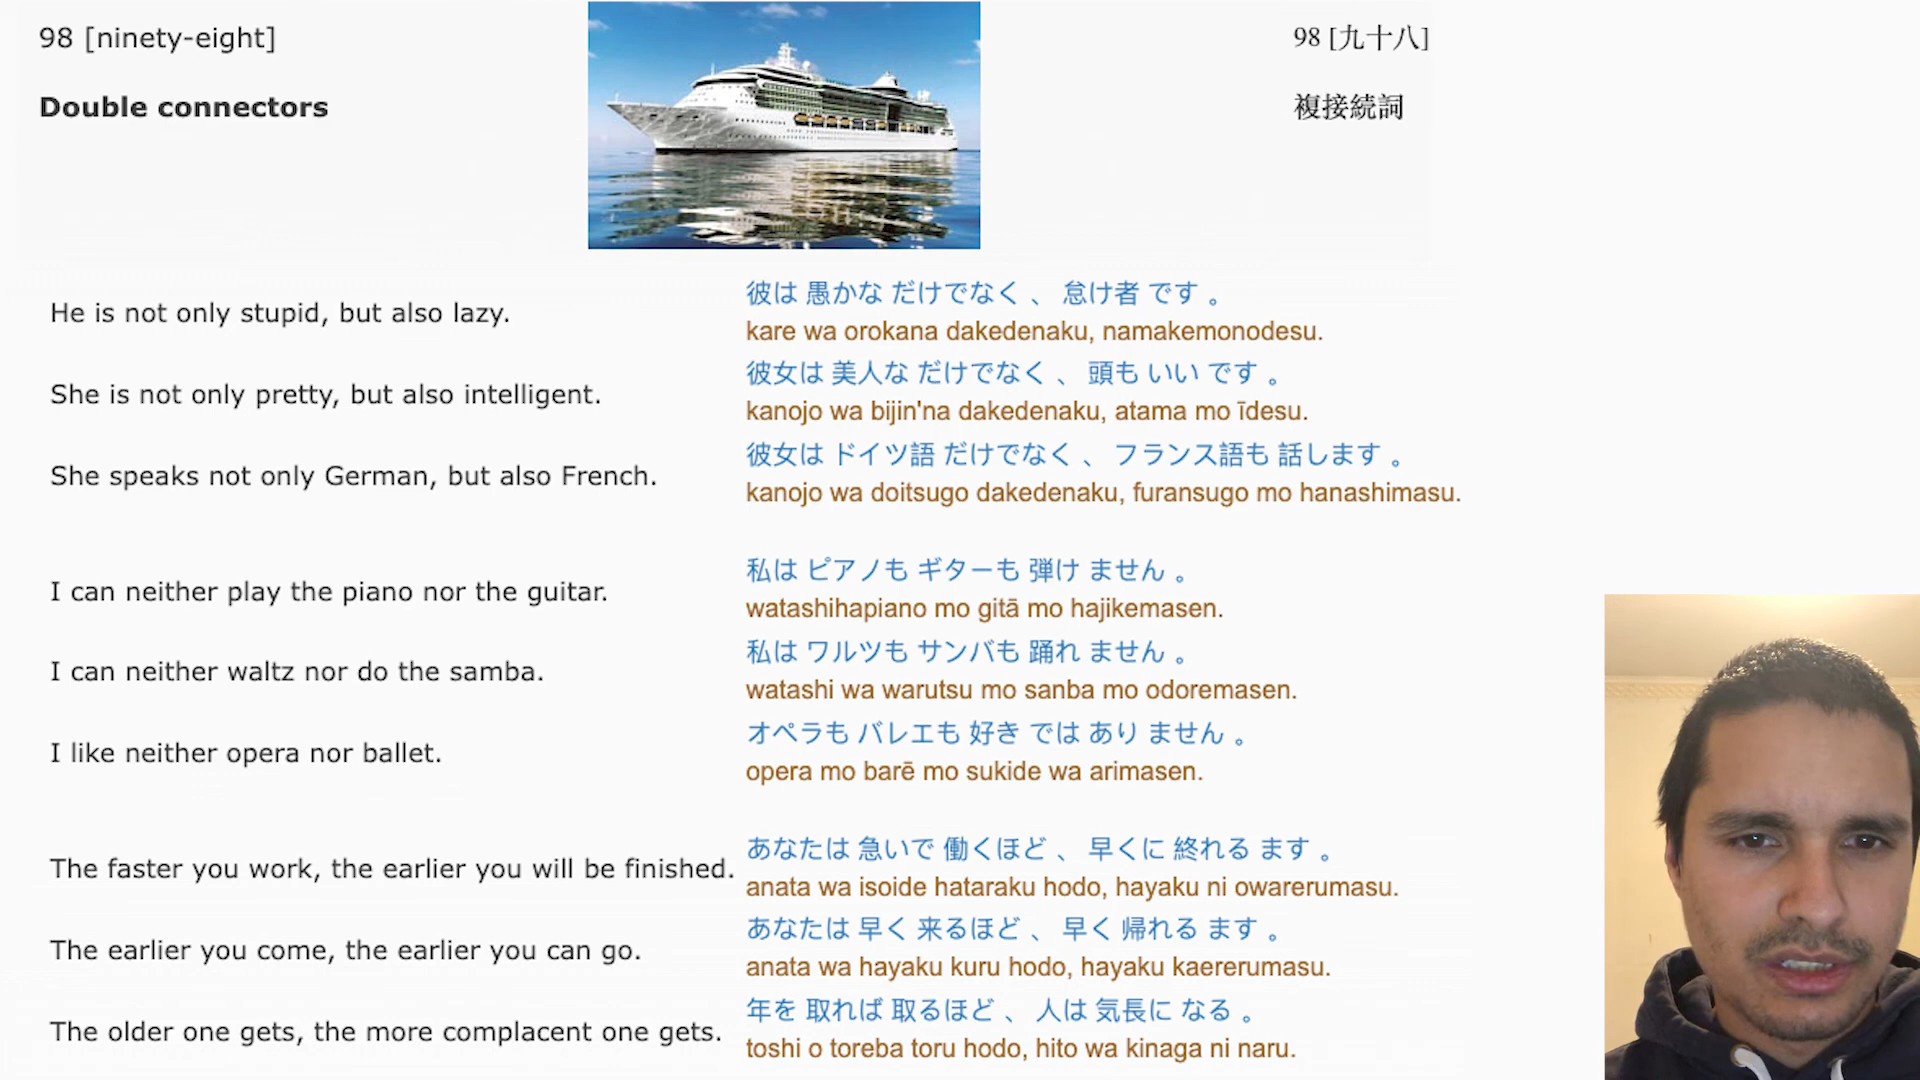 98 [ninety-eight]
98 [九十八]
Double connectors
複接続詞
He is not only stupid, but also lazy.
彼は 愚かな だけでなく 、 怠け者 です 。
kare wa orokana dakedenaku, namakemonodesu.
She is not only pretty, but also intelligent.
彼女は 美人な だけでなく 、 頭も いい です 。
kanojo wa bijin'na dakedenaku, atama mo īdesu.
She speaks not only German, but also French.
彼女は ドイツ語 だけでなく 、 フランス語も 話します 。
kanojo wa doitsugo dakedenaku, furansugo mo hanashimasu.
I can neither play the piano nor the guitar.
私は ピアノも ギターも 弾け ません 。
watashihapiano mo gitā mo hajikemasen.
I can neither waltz nor do the samba.
私は ワルツも サンバも 踊れ ません 。
watashi wa warutsu mo sanba mo odoremasen.
I like neither opera nor ballet.
オペラも バレエも 好き では あり ません 。
opera mo barē mo sukide wa arimasen.
The faster you work, the earlier you will be finished.
あなたは 急いで 働くほど 、 早くに 終れる ます 。
anata wa isoide hataraku hodo, hayaku ni owarerumasu.
The earlier you come, the earlier you can go.
あなたは 早く 来るほど 、 早く 帰れる ます 。
anata wa hayaku kuru hodo, hayaku kaererumasu.
The older one gets, the more complacent one gets.
年を 取れば 取るほど 、 人は 気長に なる 。
toshi o toreba toru hodo, hito wa kinaga ni naru.